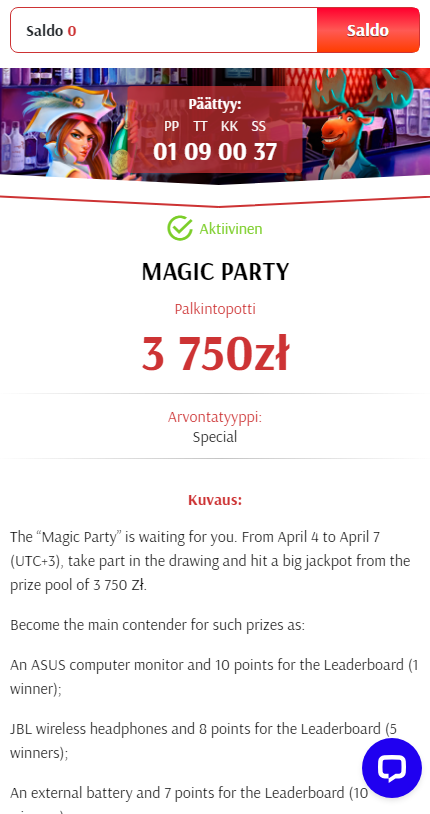 Saldo 0
Saldo
Päättyy:
PP TT KK SS
01 09 00 37
Aktiivinen
MAGIC PARTY
Palkintopotti
3 750zł
Arvontatyyppi:
Special
Kuvaus:
The “Magic Party” is waiting for you. From April 4 to April 7
(UTC+3), take part in the drawing and hit a big jackpot from the
prize pool of 3 750 Zł.
Become the main contender for such prizes as:
An ASUS computer monitor and 10 points for the Leaderboard (1
winner);
JBL wireless headphones and 8 points for the Leaderboard (5
winners);
An external battery and 7 points for the Leaderboard (10